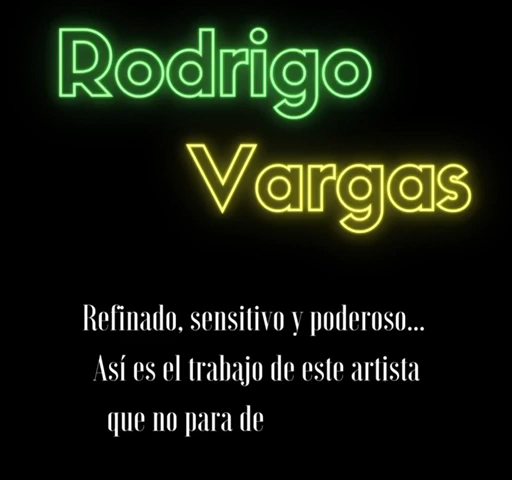 Rodrigo
Vargas
Refinado, sensitivo y poderoso...
Así es el trabajo de este artista
que no para de